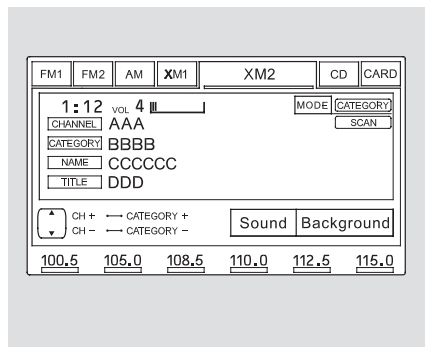 FM1 FM2 AM XM1 XM2 CD CARD
1:12 VOL 4 MODE CATEGORY
CHANNEL AAA SCAN
CATEGORY BBBB
NAME CCCCCC
TITLE DDD
CH + CATEGORY +
CH − CATEGORY −
Sound Background
100.5 105.0 108.5 110.0 112.5 115.0